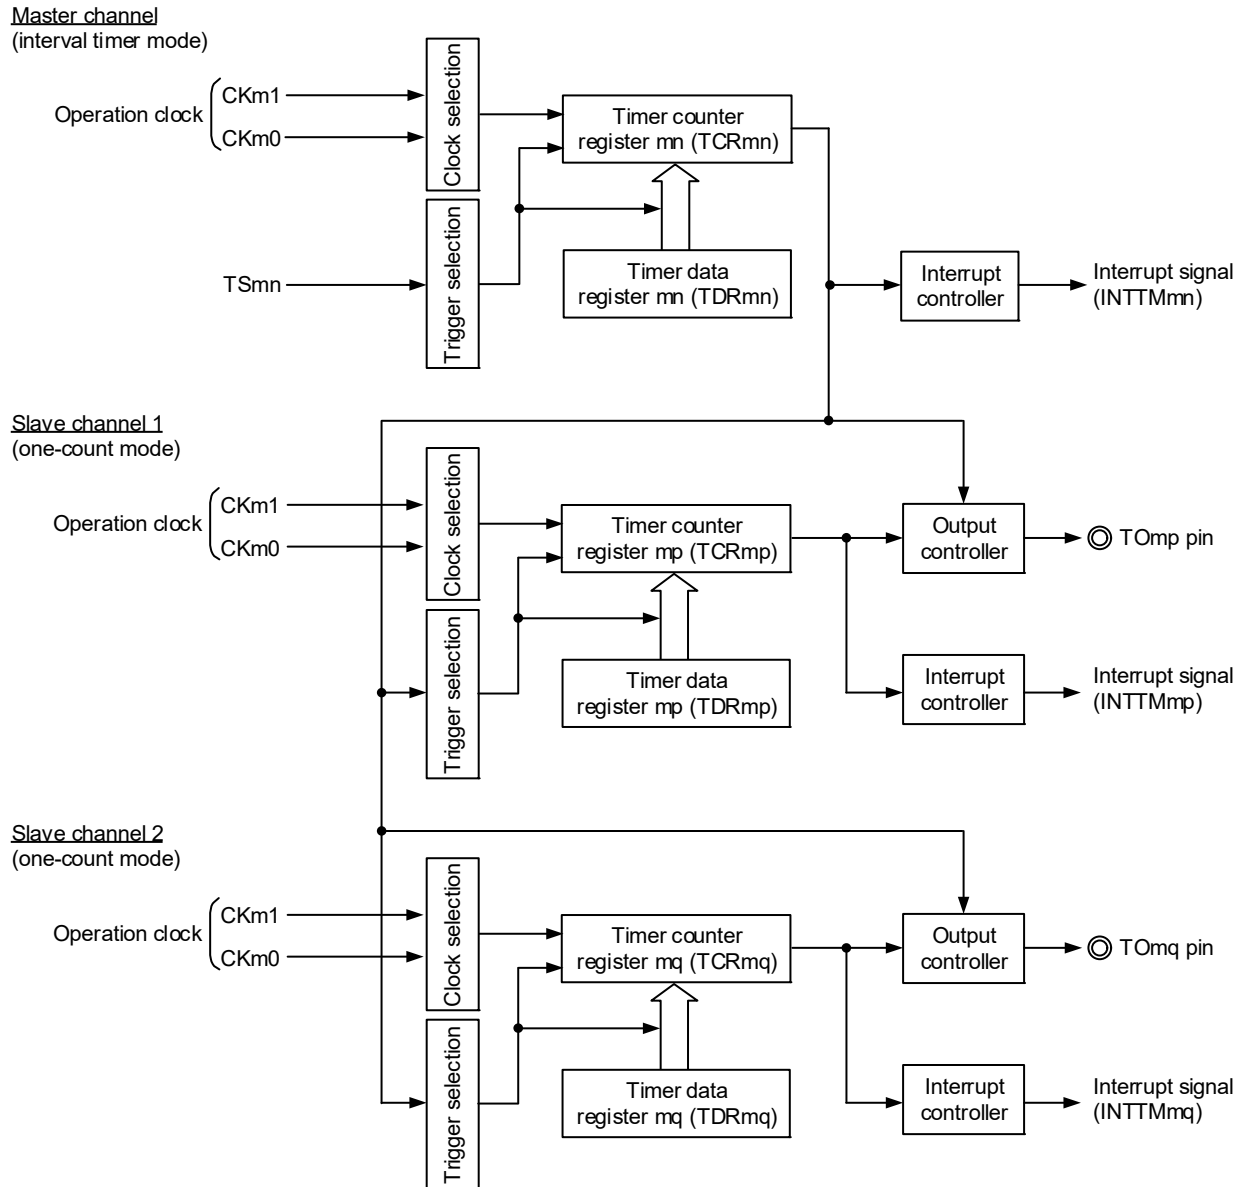 Master channel
(interval timer mode)
Operation clock
CKm1
CKm0
Clock selection
Timer counter
register mn (TCRmn)
TSmn
Trigger selection
Timer data
register mn (TDRmn)
Interrupt
controller
Interrupt signal
(INTTMmn)
Slave channel 1
(one-count mode)
Operation clock
CKm1
CKm0
Clock selection
Timer counter
register mp (TCRmp)
Output
controller
TOmp pin
Trigger selection
Timer data
register mp (TDRmp)
Interrupt
controller
Interrupt signal
(INTTMmp)
Slave channel 2
(one-count mode)
Operation clock
CKm1
CKm0
Clock selection
Timer counter
register mq (TCRmq)
Output
controller
TOmq pin
Trigger selection
Timer data
register mq (TDRmq)
Interrupt
controller
Interrupt signal
(INTTMmq)